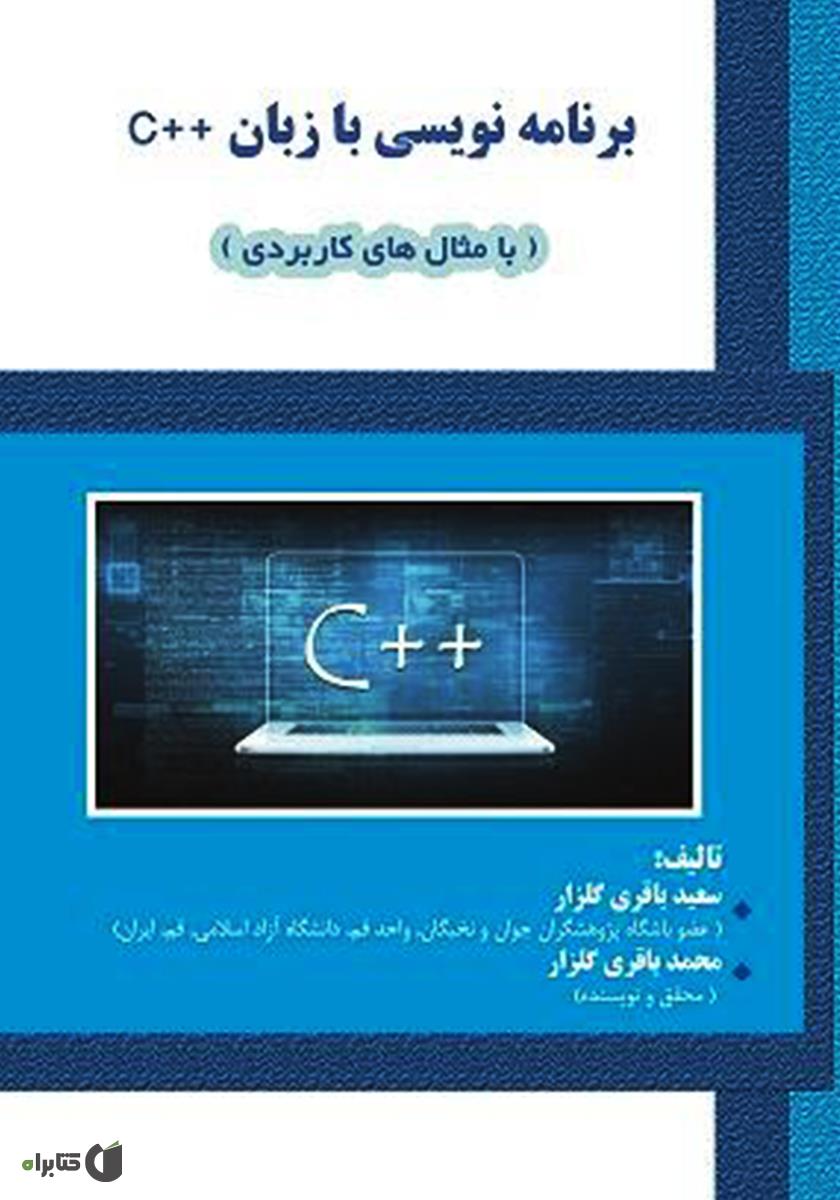 برنامه نویسی با زبان C++
( با مثال های کاربردی )
C++
تالیف:
سعید باقری گلزار
( عضو باشگاه پژوهشگران جوان و نخبگان، واحد قم، دانشگاه آزاد اسلامی، قم، ایران)
محمد باقری گلزار
( محقق و نویسنده)
کتابراه